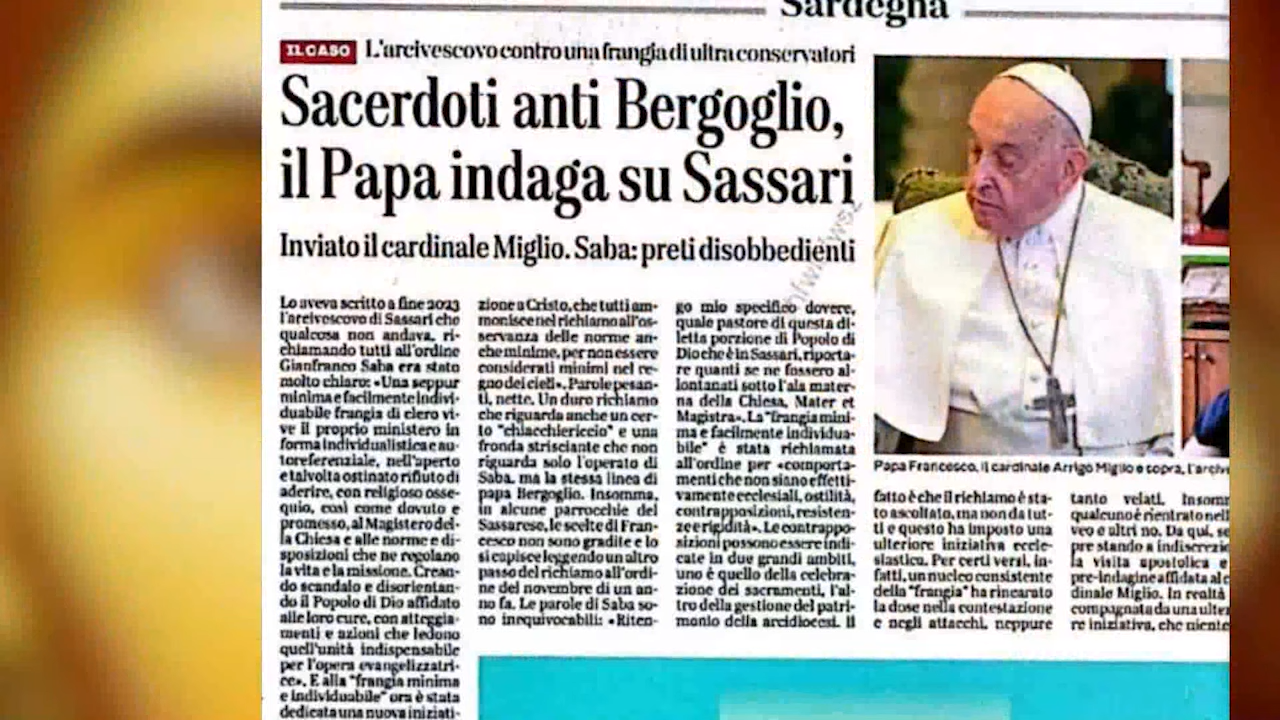 Sardegna
IL CASO L'arcivescovo contro una frangia di ultra conservatori
Sacerdoti anti Bergoglio,
il Papa indaga su Sassari
Inviato il cardinale Miglio. Saba: preti disobbedienti
Lo aveva scritto a fine 2023
l'arcivescovo di Sassari che
qualcosa non andava, ri-
chiamando tutti all'ordine
Gianfranco Saba era stato
molto chiaro: «Una seppur
minima e facilmente indivi-
duabile frangia di clero vi-
ve il proprio ministero in
forma individualistica e au-
toreferenziale, nell'aperto
e talvolta ostinato rifiuto di
aderire, con religioso osse-
quio, così come dovuto e
promesso, al Magistero del-
la Chiesa e alle norme e di-
sposizioni che ne regolano
la vita e la missione. Crean-
do scandalo e disorientan-
do il Popolo di Dio affidato
alle loro cure, con atteggia-
menti e azioni che ledono
quell'unità indispensabile
per l'opera evangelizzatri-
ce». E alla "frangia minima
e individuabile" ora è stata
dedicata una nuova iniziati-
zione a Cristo, che tutti am-
monisce nel richiamo all'os-
servanza delle norme an-
che minime, per non essere
considerati minimi nel re-
gno dei cieli». Parole pesan-
ti, nette. Un duro richiamo
che riguarda anche un cer-
to "chiacchiericcio" e una
fronda strisciante che non
riguarda solo l'operato di
Saba, ma la stessa linea di
papa Bergoglio. Insomma,
in alcune parrocchie del
Sassarese, le scelte di Fran-
cesco non sono gradite e lo
si capisce leggendo un altro
passo del richiamo all'ordi-
ne del novembre di un an-
no fa. Le parole di Saba so-
no inequivocabili: «Riten-
go mio specifico dovere,
quale pastore di questa di-
letta porzione di Popolo di
Dio che è in Sassari, riporta-
re quanti se ne fossero al-
lontanati sotto l'ala mater-
na della Chiesa, Mater et
Magistra». La "frangia mini-
ma e facilmente individua-
bile" è stata richiamata
all'ordine per «comporta-
menti che non siano effetti-
vamente ecclesiali, ostilità,
contrapposizioni, resisten-
ze e rigidità». Le contrappo-
sizioni possono essere indi-
cate in due grandi ambiti,
uno è quello della celebra-
zione dei sacramenti, l'al-
tro della gestione del patri-
monio della arcidiocesi. Il
Papa Francesco, il cardinale Arrigo Miglio e sopra, l'arcive
fatto è che il richiamo è sta-
to ascoltato, ma non da tut-
ti e questo ha imposto una
ulteriore iniziativa eccle-
siastica. Per certi versi, in-
fatti, un nucleo consistente
della "frangia" ha rincarato
la dose nella contestazione
e negli attacchi, neppure
tanto velati. Insomm
qualcuno è rientrato nell
veo e altri no. Da qui, se
pre stando a indiscrezio
la visita apostolica e
pre-indagine affidata al c
dinale Miglio. In realtà
compagnata da una ulter
re iniziativa, che niente